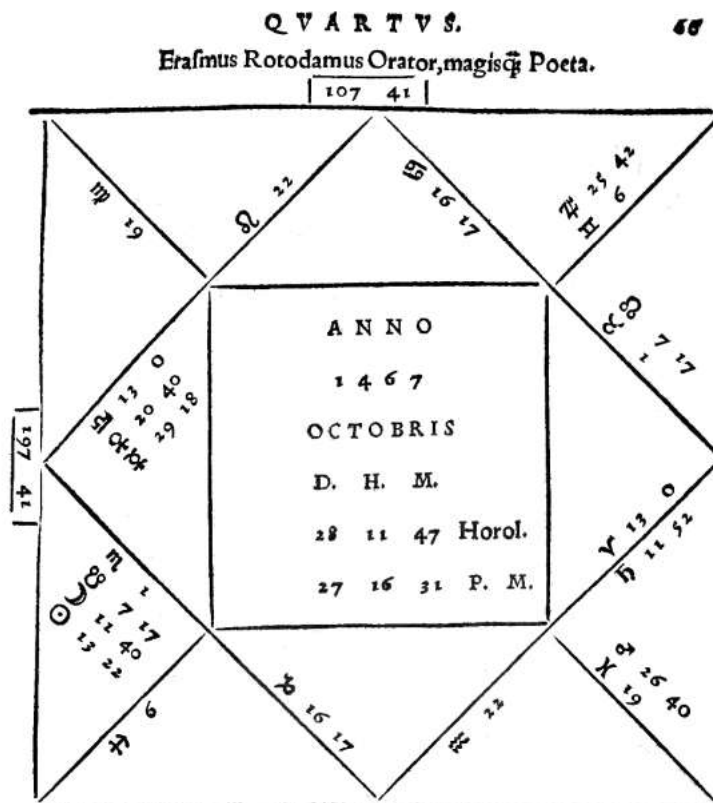 QVARTVS. 60
Eraſmus Rotodamus Orator, magisq̃; Poeta.
107 41
♍ 19
♌ 22
♋ 16 17
♃ 25 42
♊ 6
☊ 7 17
♉ 1
♎ 13 0
♀ 20 40
☿ 29 18
197 41
ANNO
1467
OCTOBRIS
D. H. M.
28 11 47 Horol.
27 16 31 P. M.
♈ 13 0
♄ 11 52
♏ 1
☋ 7 17
☽ 11 40
☉ 13 22
♐ 6
♑ 16 17
♒ 22
♂ 26 40
♓ 19